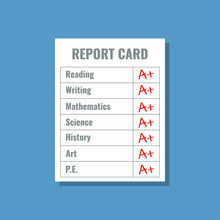 REPORT CARD
Reading A+
Writing A+
Mathematics A+
Science A+
History A+
Art A+
P.E. A+